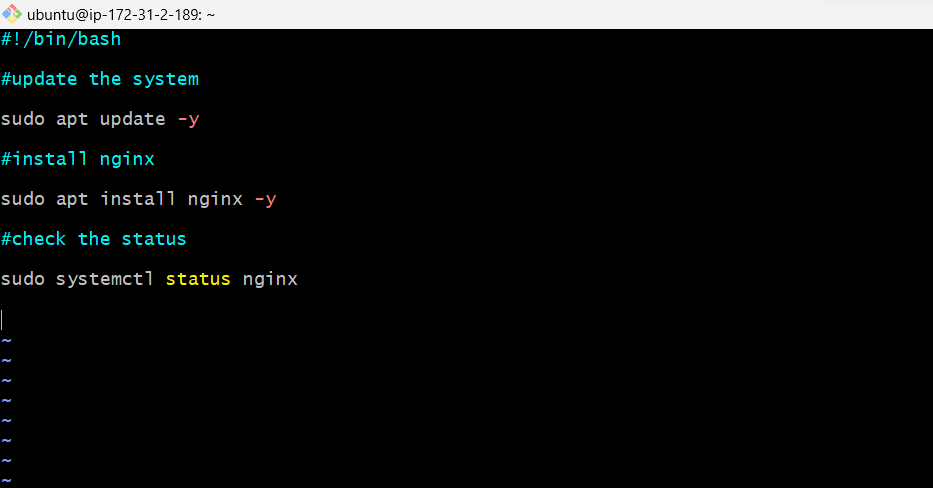 ubuntu@ip-172-31-2-189: ~
#!/bin/bash
#update the system
sudo apt update -y
#install nginx
sudo apt install nginx -y
#check the status
sudo systemctl status nginx
~
~
~
~
~
~
~
~